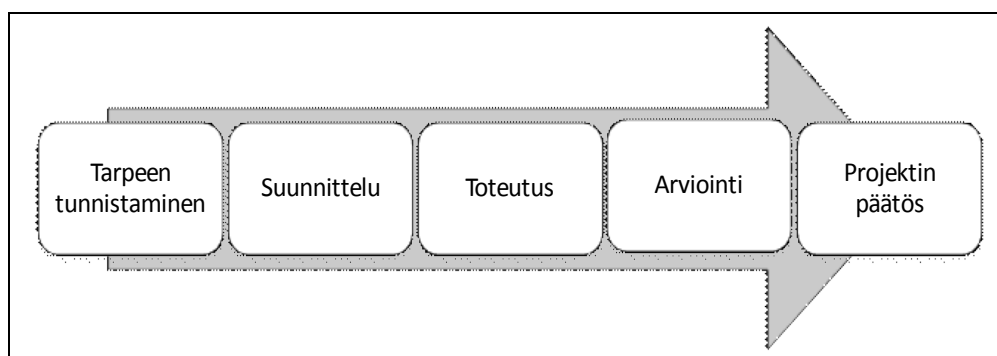 Tarpeen
tunnistaminen
Suunnittelu
Toteutus
Arviointi
Projektin
päätös